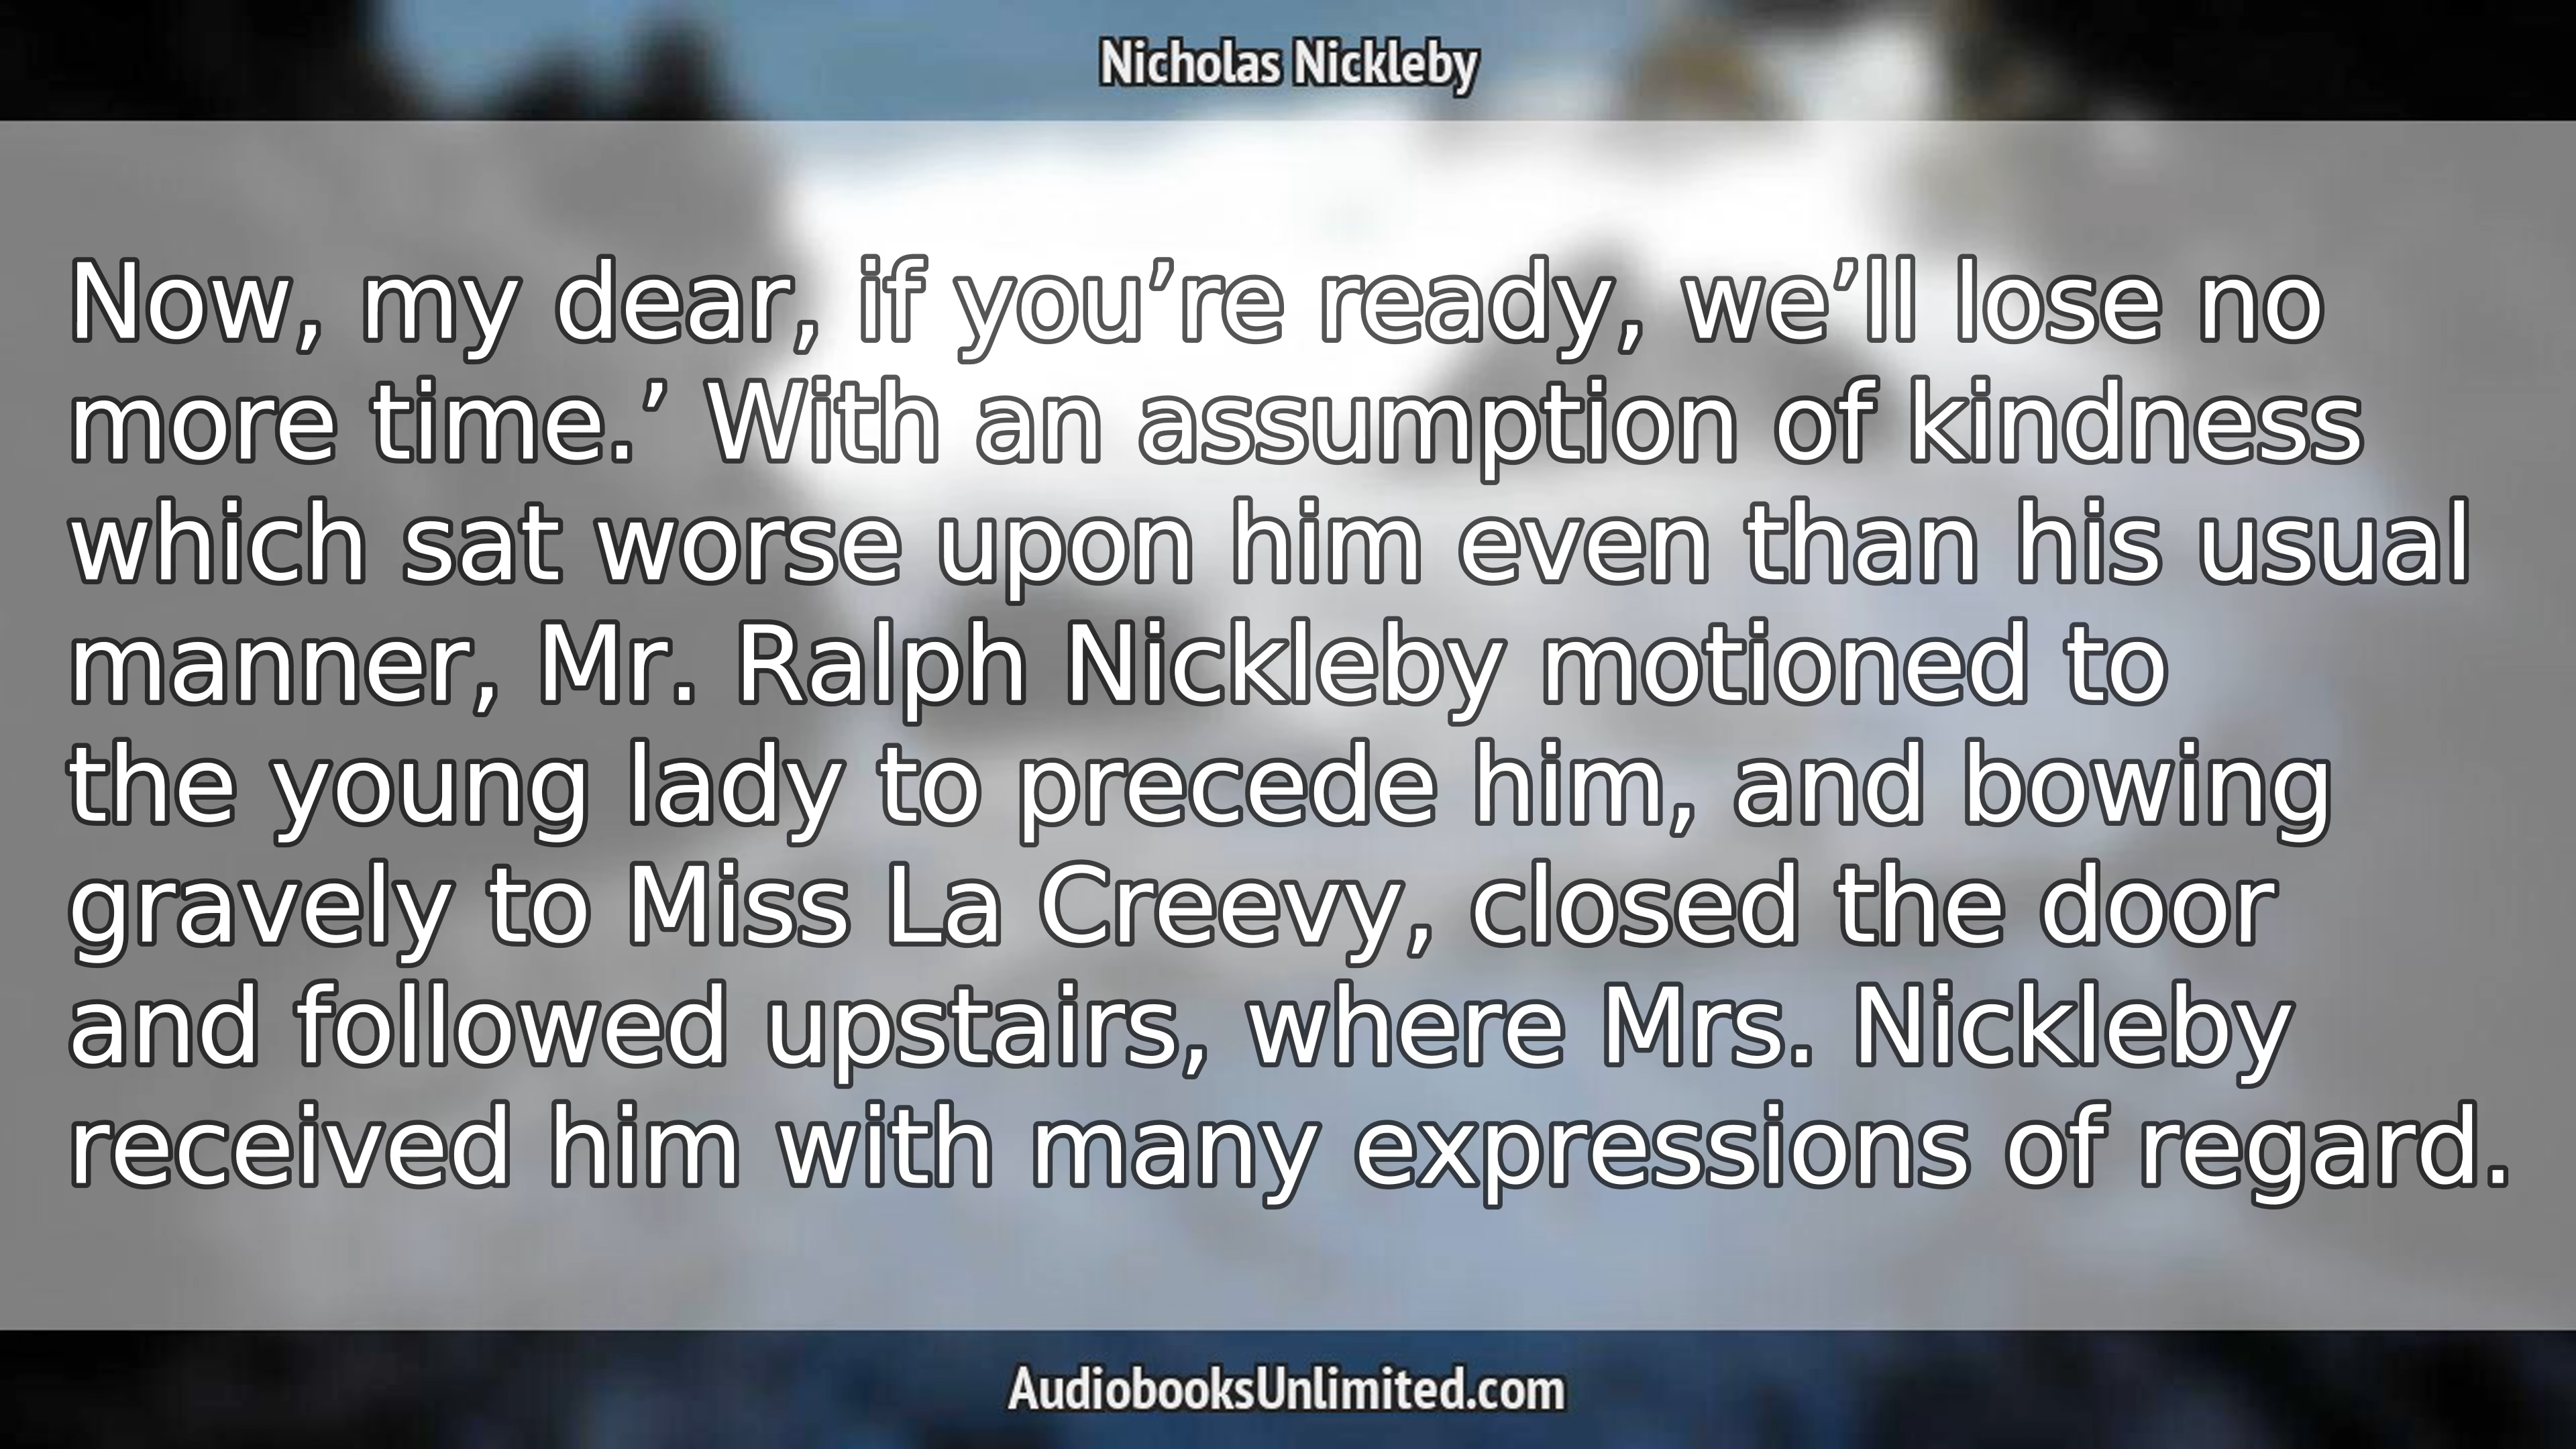 Nicholas Nickleby
Now, my dear, if you’re ready, we’ll lose no
more time.’ With an assumption of kindness
which sat worse upon him even than his usual
manner, Mr. Ralph Nickleby motioned to
the young lady to precede him, and bowing
gravely to Miss La Creevy, closed the door
and followed upstairs, where Mrs. Nickleby
received him with many expressions of regard.
AudiobooksUnlimited.com